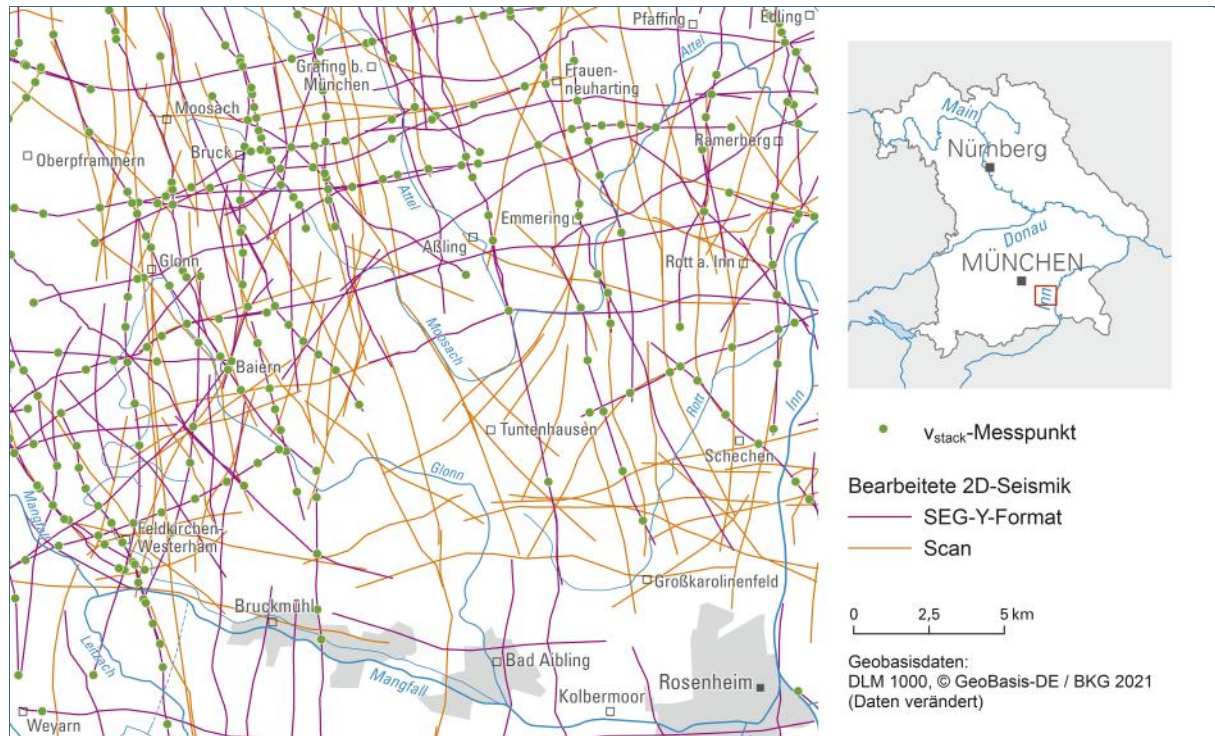 Pfaffing
Edling
Attel
Grafing b.
München
Frauen-
neuharting
Moosach
Ramerberg
Oberpframmern
Bruck
Attel
Emmering
Aßling
Rott a. Inn
Glonn
Moosach
Baiern
Rott
Inn
Tuntenhausen
Schechen
Glonn
Mangfall
Feldkirchen-
Westerham
Großkarolinenfeld
Bruckmühl
Leitzach
Bad Aibling
Mangfall
Rosenheim
Kolbermoor
Weyarn
Main
Nürnberg
Donau
MÜNCHEN
Inn
vstack-Messpunkt
Bearbeitete 2D-Seismik
SEG-Y-Format
Scan
0 2,5 5 km
Geobasisdaten:
DLM 1000, © GeoBasis-DE / BKG 2021
(Daten verändert)